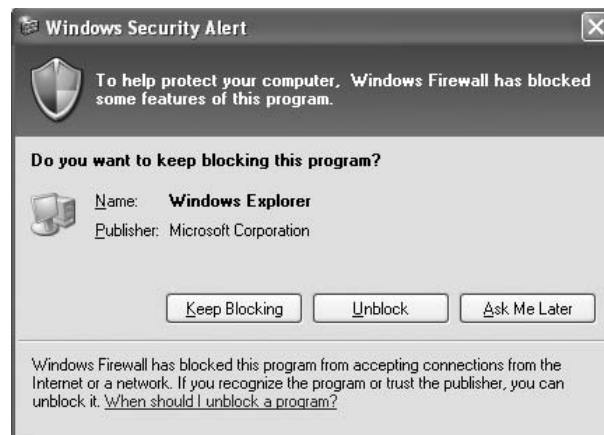 Windows Security Alert
To help protect your computer, Windows Firewall has blocked
some features of this program.
Do you want to keep blocking this program?
Name: Windows Explorer
Publisher: Microsoft Corporation
Keep Blocking Unblock Ask Me Later
Windows Firewall has blocked this program from accepting connections from the
Internet or a network. If you recognize the program or trust the publisher, you can
unblock it. When should I unblock a program?